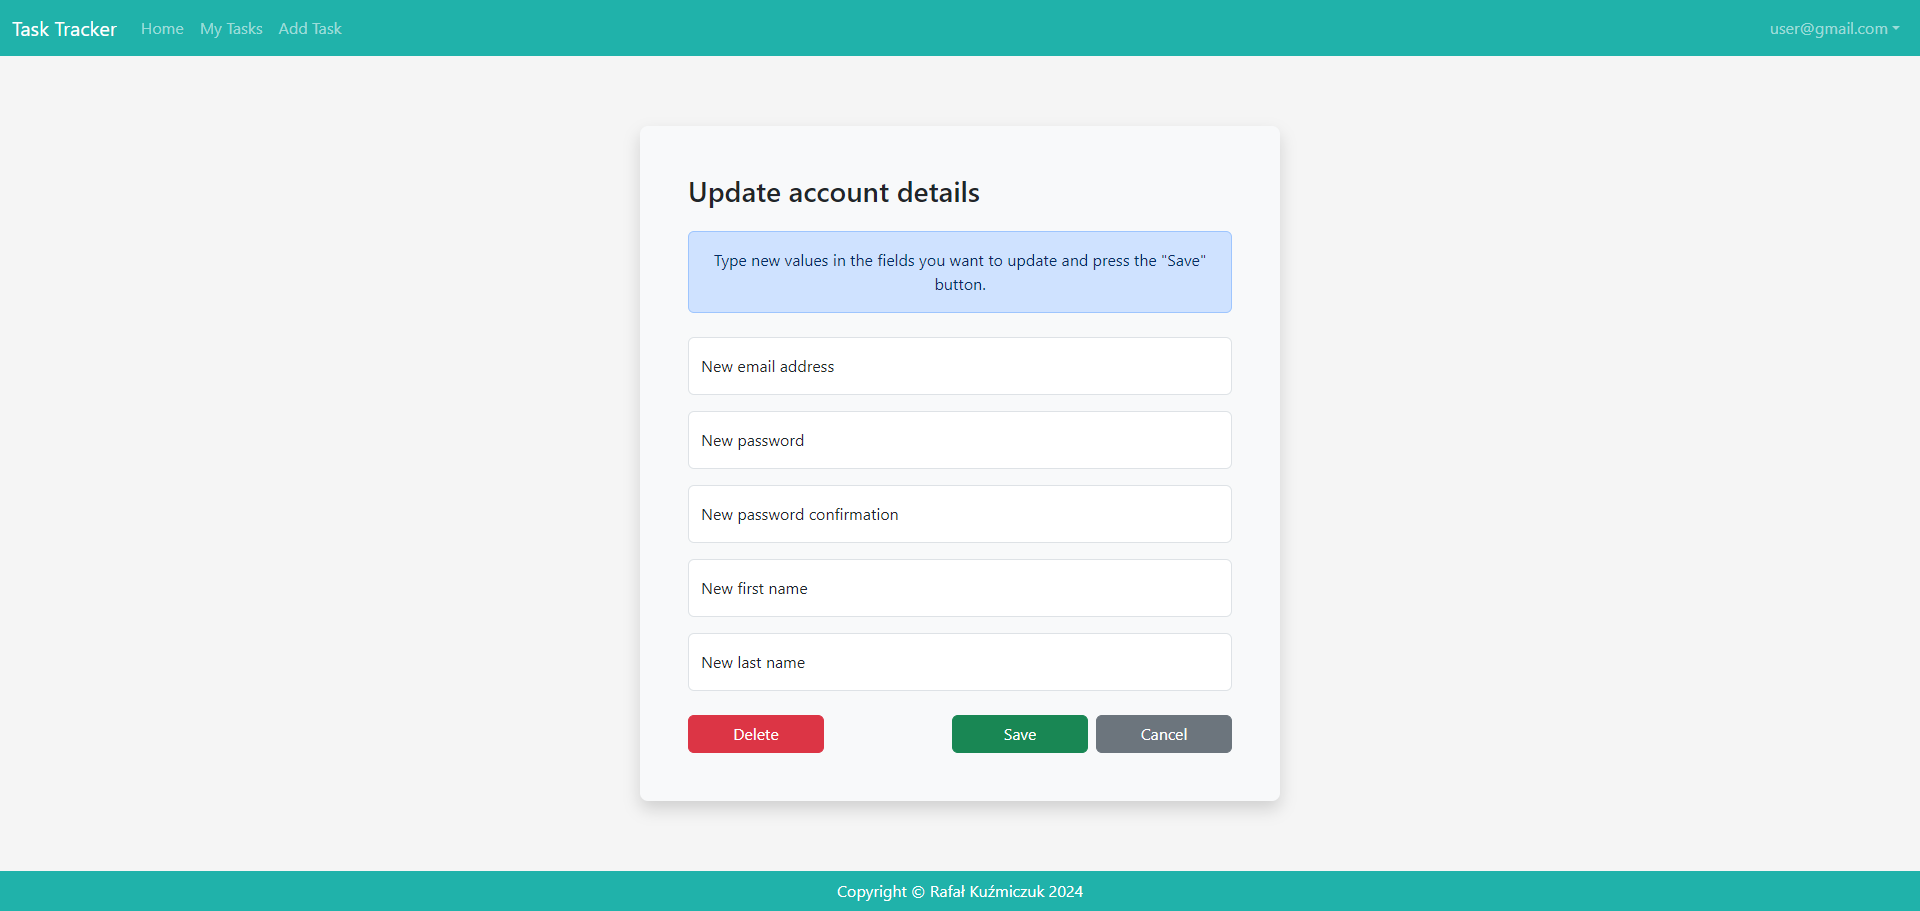 Task Tracker Home My Tasks Add Task user@gmail.com
Update account details
Type new values in the fields you want to update and press the "Save"
button.
New email address
New password
New password confirmation
New first name
New last name
Delete Save Cancel
Copyright © Rafał Kuźmiczuk 2024